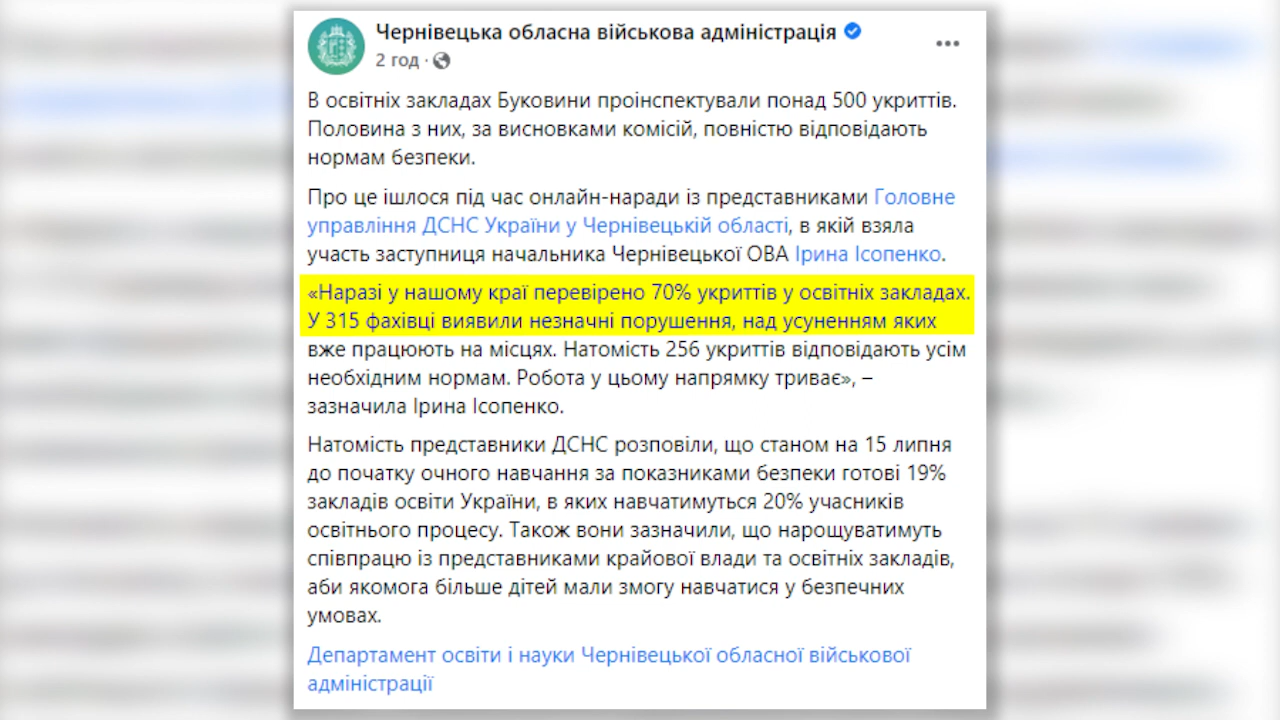 Чернівецька обласна військова адміністрація
2 год ·
В освітніх закладах Буковини проінспектували понад 500 укриттів.
Половина з них, за висновками комісій, повністю відповідають
нормам безпеки.
Про це ішлося під час онлайн-наради із представниками Головне
управління ДСНС України у Чернівецькій області, в якій взяла
участь заступниця начальника Чернівецької ОВА Ірина Ісопенко.
«Наразі у нашому краї перевірено 70% укриттів у освітніх закладах.
У 315 фахівці виявили незначні порушення, над усуненням яких
вже працюють на місцях. Натомість 256 укриттів відповідають усім
необхідним нормам. Робота у цьому напрямку триває», –
зазначила Ірина Ісопенко.
Натомість представники ДСНС розповіли, що станом на 15 липня
до початку очного навчання за показниками безпеки готові 19%
закладів освіти України, в яких навчатимуться 20% учасників
освітнього процесу. Також вони зазначили, що нарощуватимуть
співпрацю із представниками крайової влади та освітніх закладів,
аби якомога більше дітей мали змогу навчатися у безпечних
умовах.
Департамент освіти і науки Чернівецької обласної військової
адміністрації